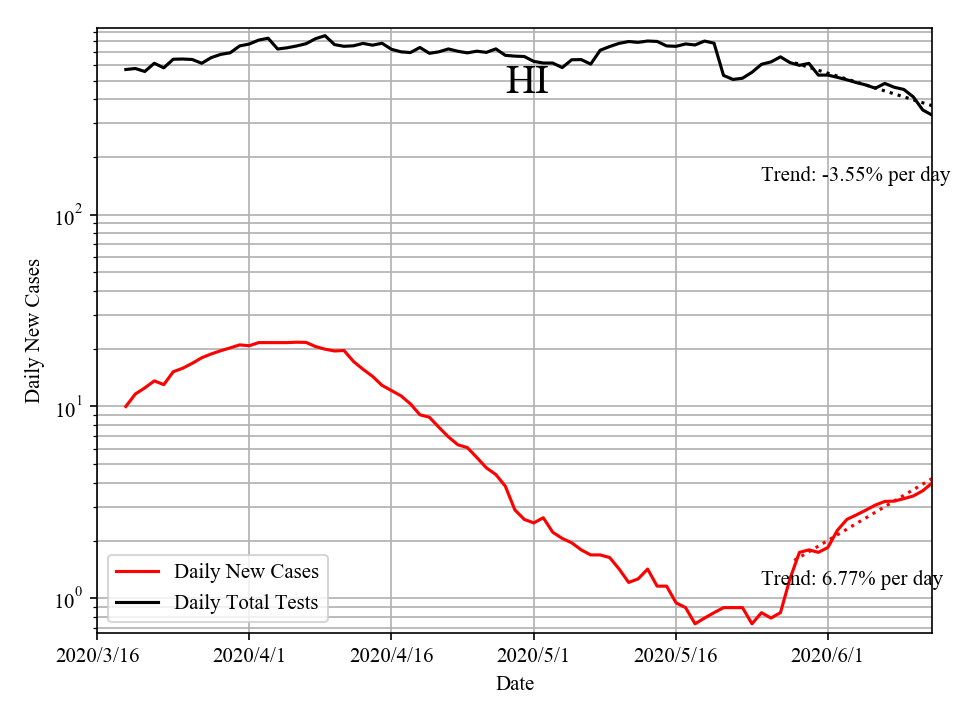 HI
Trend: -3.55% per day
10²
Daily New Cases
10¹
Trend: 6.77% per day
10⁰
Daily New Cases
Daily Total Tests
2020/3/16 2020/4/1 2020/4/16 2020/5/1 2020/5/16 2020/6/1
Date